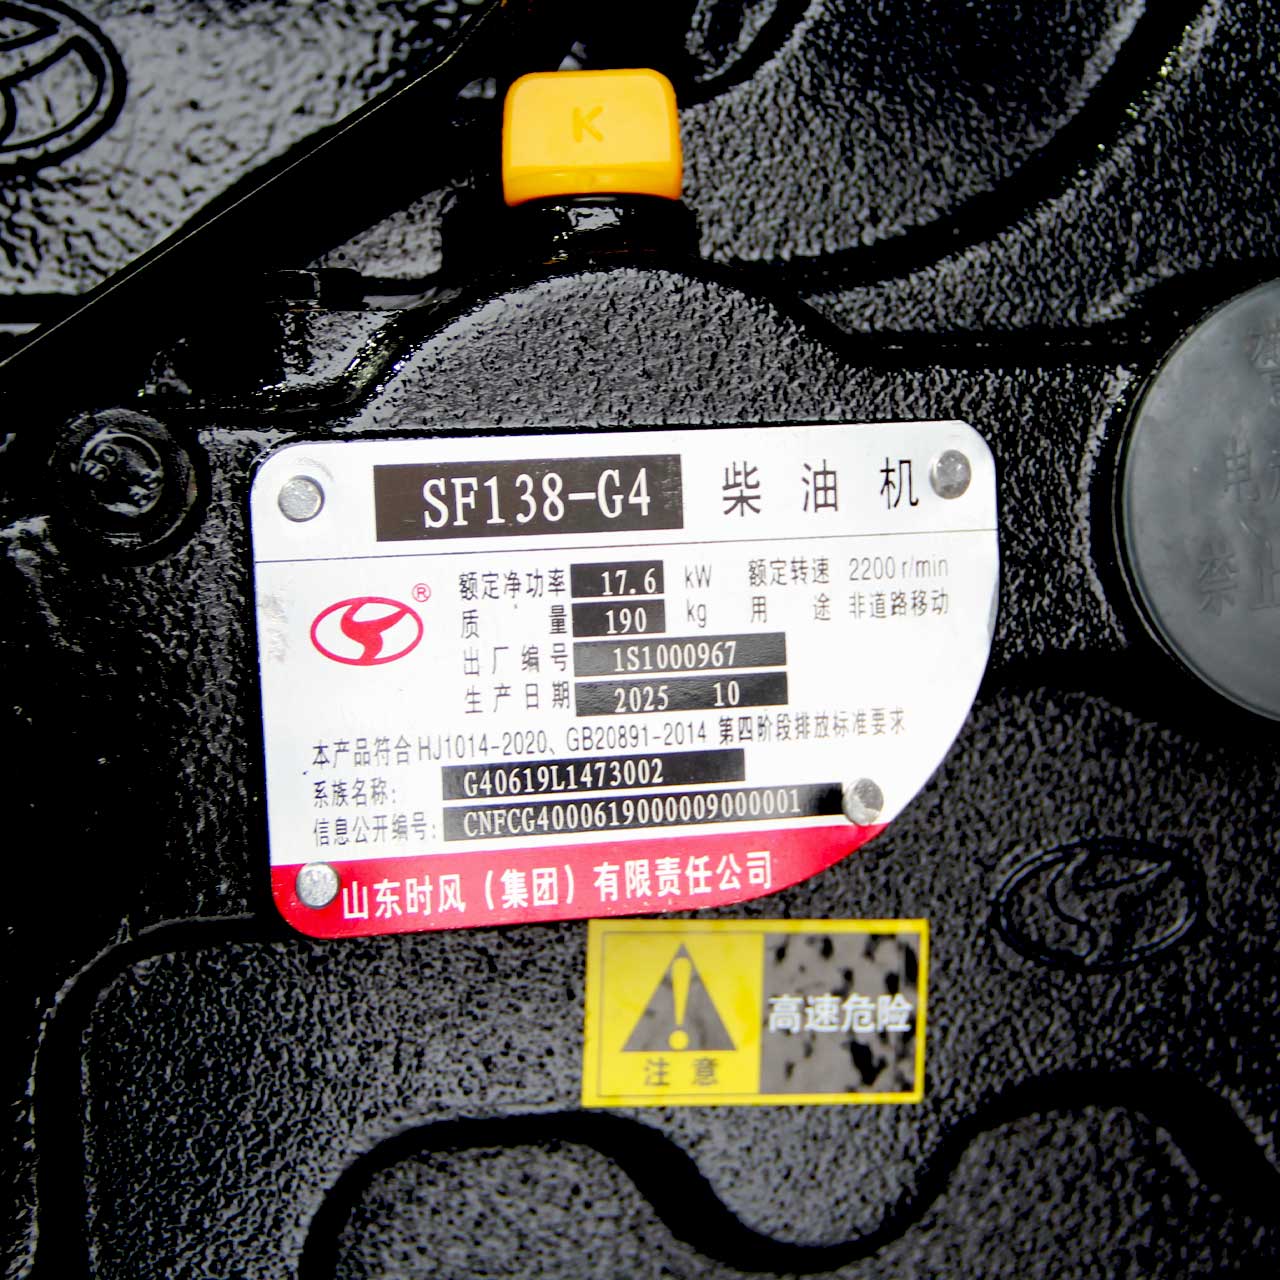 K
SF138-G4 柴油机
®
额定净功率 17.6 kW 额定转速 2200 r/min
质量 190 kg 用途 非道路移动
出厂编号 1S1000967
生产日期 2025 10
本产品符合 HJ1014-2020、GB20891-2014 第四阶段排放标准要求
系族名称: G40619L1473002
信息公开编号: CNFCG4000619000009000001
山东时风（集团）有限责任公司
注意
高速危险
电
禁止